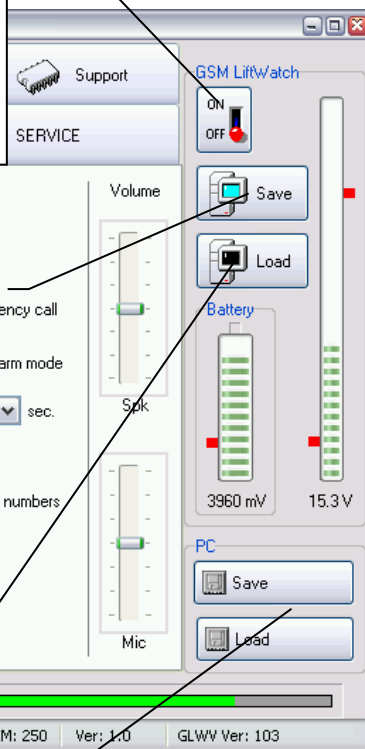 Support
GSM LiftWatch
ON
OFF
SERVICE
Volume
Save
Load
ency call
Battery
arm mode
sec.
Spk
numbers
3960 mV
15.3 V
PC
Save
Load
Mic
M: 250
Ver: 1.0
GLWV Ver: 103